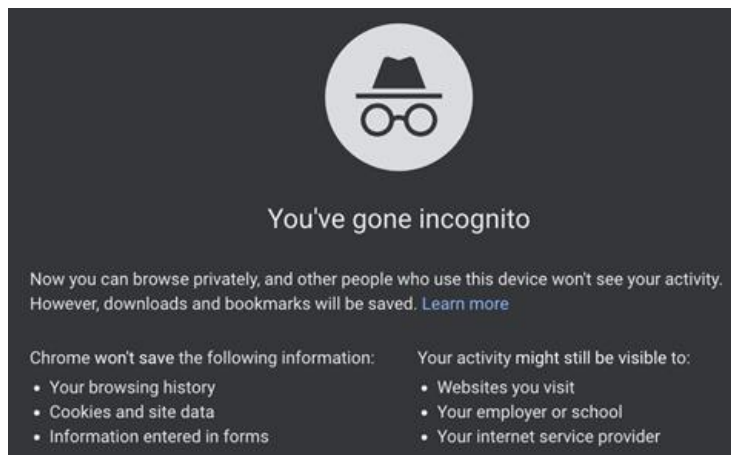 You've gone incognito
Now you can browse privately, and other people who use this device won't see your activity.
However, downloads and bookmarks will be saved. Learn more
Chrome won't save the following information:
• Your browsing history
• Cookies and site data
• Information entered in forms
Your activity might still be visible to:
• Websites you visit
• Your employer or school
• Your internet service provider